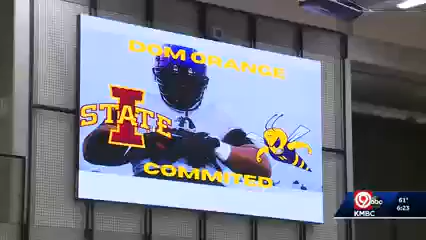 DOM ORANGE
I
STATE
COMMITED
9 abc
KMBC
61°
6:23